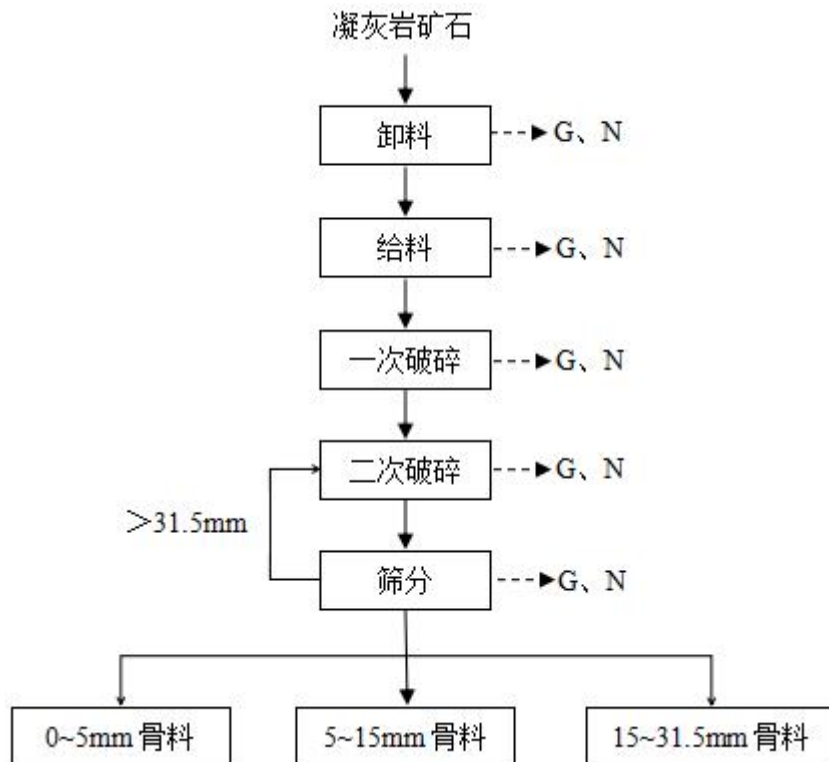 凝灰岩矿石
卸料
G、N
给料
G、N
一次破碎
G、N
二次破碎
G、N
＞31.5mm
筛分
G、N
0~5mm 骨料
5~15mm 骨料
15~31.5mm 骨料